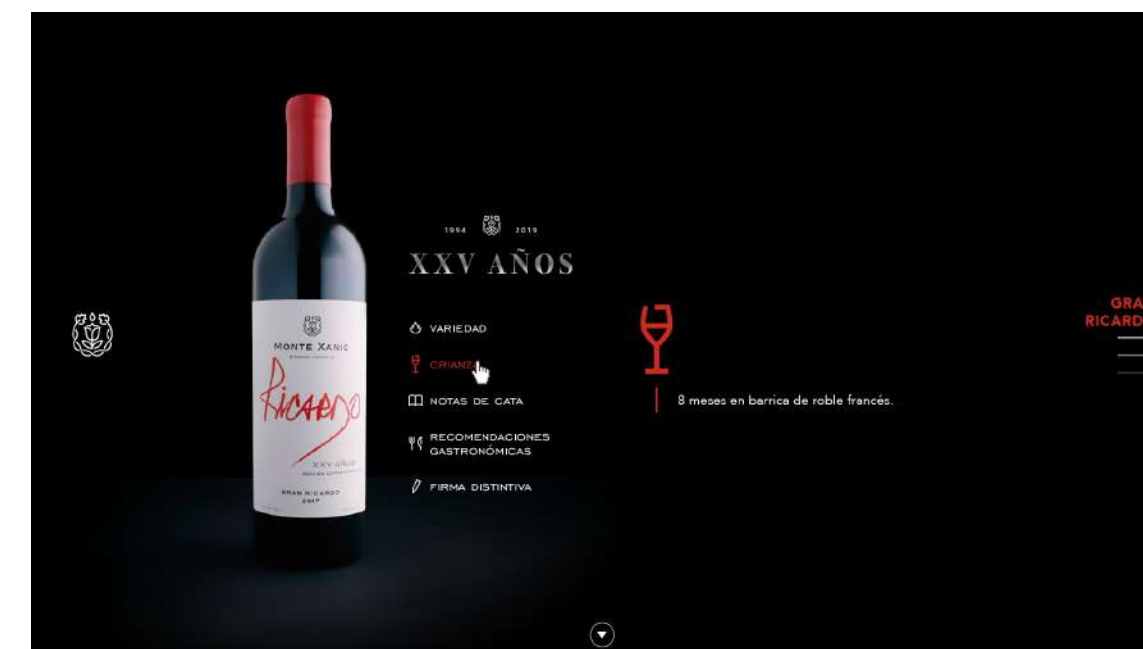 1994 2019
XXV AÑOS
VARIEDAD
CRIANZA
NOTAS DE CATA
RECOMENDACIONES
GASTRONÓMICAS
FIRMA DISTINTIVA
8 meses en barrica de roble francés.
GRA
RICARD
MONTE XANIC
RICARDO
XXV AÑOS
GRAN RICARDO
2017